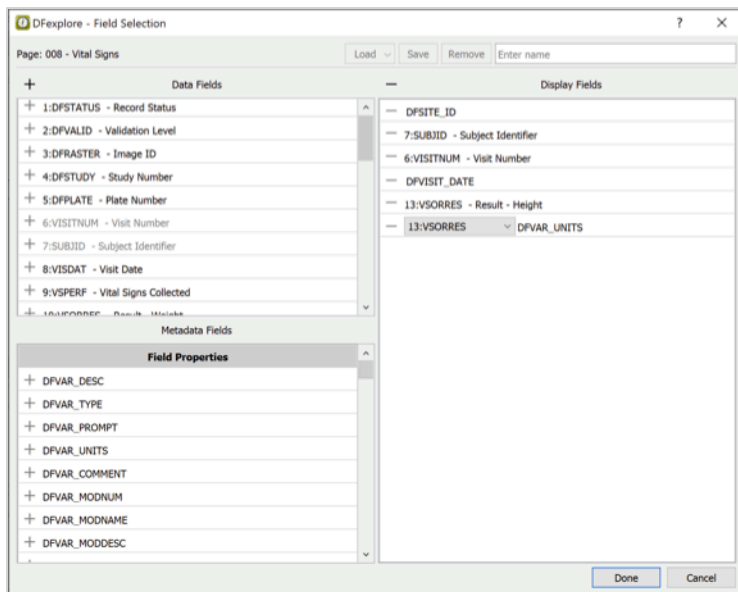 DFexplore - Field Selection
Page: 008 - Vital Signs
Load
Save
Remove
Enter name
Data Fields
1:DFSTATUS - Record Status
2:DFVALID - Validation Level
3:DFRASTER - Image ID
4:DFSTUDY - Study Number
5:DFPLATE - Plate Number
6:VISITNUM - Visit Number
7:SUBJID - Subject Identifier
8:VISDAT - Visit Date
9:VSPERF - Vital Signs Collected
10:VSORRES - Result - Weight
Metadata Fields
Field Properties
DFVAR_DESC
DFVAR_TYPE
DFVAR_PROMPT
DFVAR_UNITS
DFVAR_COMMENT
DFVAR_MODNUM
DFVAR_MODNAME
DFVAR_MODDESC
Display Fields
DFSITE_ID
7:SUBJID - Subject Identifier
6:VISITNUM - Visit Number
DFVISIT_DATE
13:VSORRES - Result - Height
13:VSORRES DFVAR_UNITS
Done
Cancel